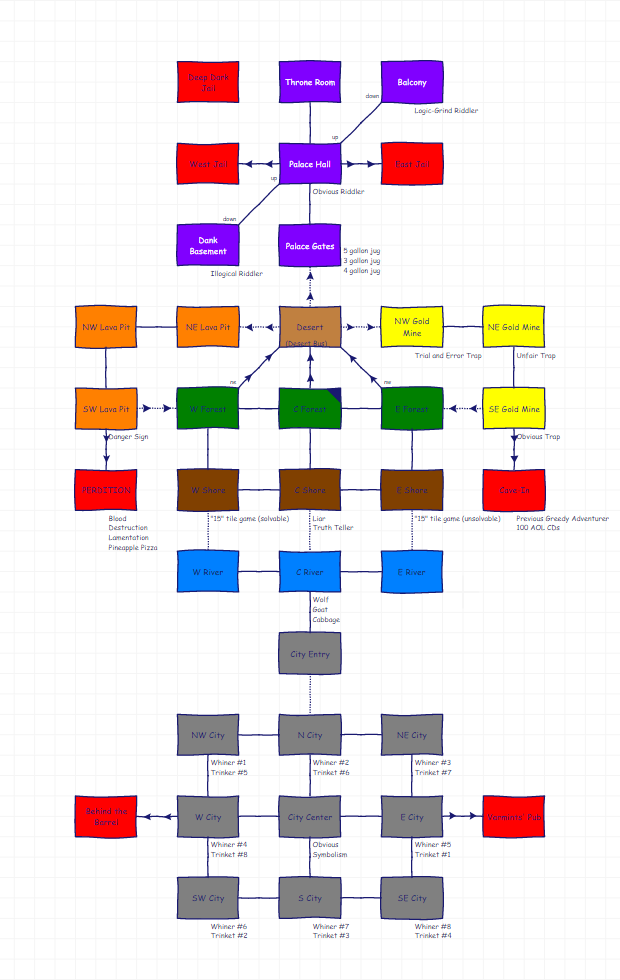 Deep Dark
Jail
Throne Room
Balcony
down
Logic-Grind Riddler
up
West Jail
Palace Hall
East Jail
up
Obvious Riddler
down
Dank
Basement
Palace Gates
5 gallon jug
3 gallon jug
4 gallon jug
Illogical Riddler
NW Lava Pit
NE Lava Pit
Desert
(Desert Bus)
NW Gold
Mine
NE Gold Mine
Trial and Error Trap
Unfair Trap
ne
nw
SW Lava Pit
W Forest
C Forest
E Forest
SE Gold Mine
Danger Sign
Obvious Trap
PERDITION
W Shore
C Shore
E Shore
Cave-In
Blood
Destruction
Lamentation
Pineapple Pizza
"15" tile game (solvable)
Liar
Truth Teller
"15" tile game (unsolvable)
Previous Greedy Adventurer
100 AOL CDs
W River
C River
E River
Wolf
Goat
Cabbage
City Entry
NW City
N City
NE City
Whiner #1
Trinket #5
Whiner #2
Trinket #6
Whiner #3
Trinket #7
Behind the
Barrel
W City
City Center
E City
Verminte' Pub
Whiner #4
Trinket #8
Obvious
Symbolism
Whiner #5
Trinket #1
SW City
S City
SE City
Whiner #6
Trinket #2
Whiner #7
Trinket #3
Whiner #8
Trinket #4